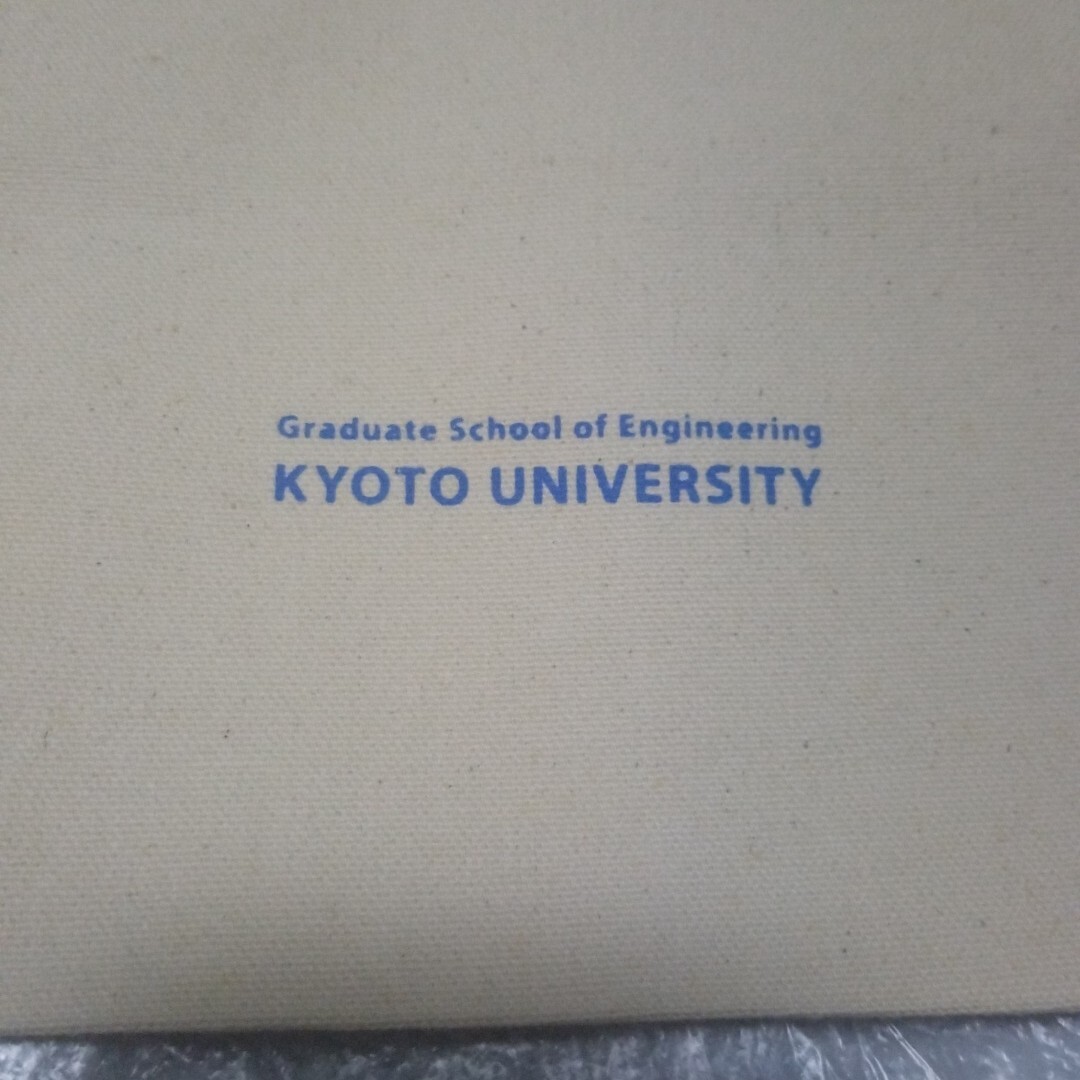 Graduate School of Engineering
KYOTO UNIVERSITY